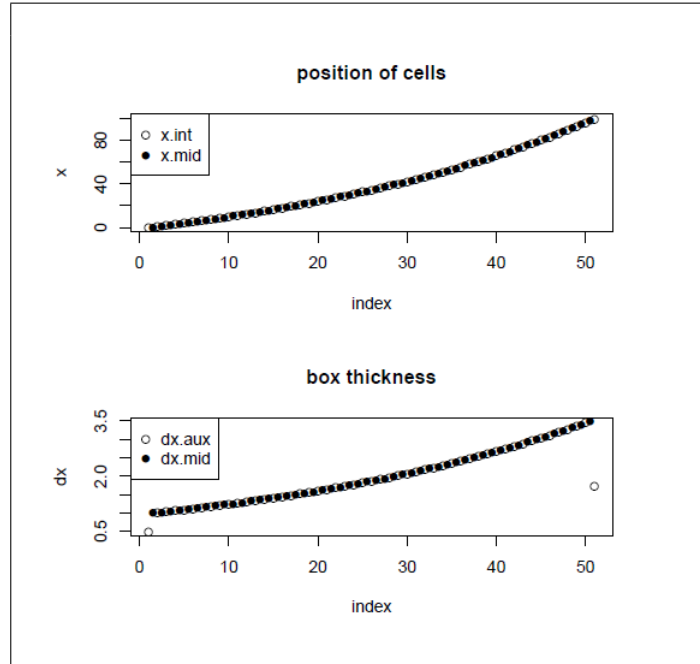 position of cells
x.int
x.mid
x
0 40 80
0 10 20 30 40 50
index
box thickness
dx.aux
dx.mid
dx
0.5 2.0 3.5
0 10 20 30 40 50
index